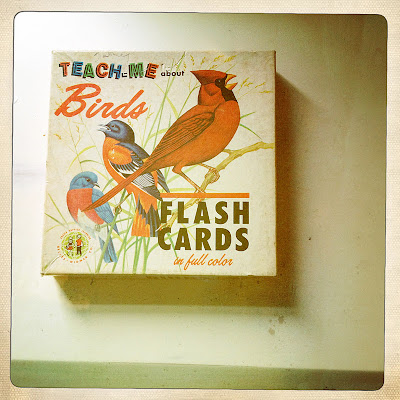 TEACH-ME about
Birds
FLASH
CARDS
in full color